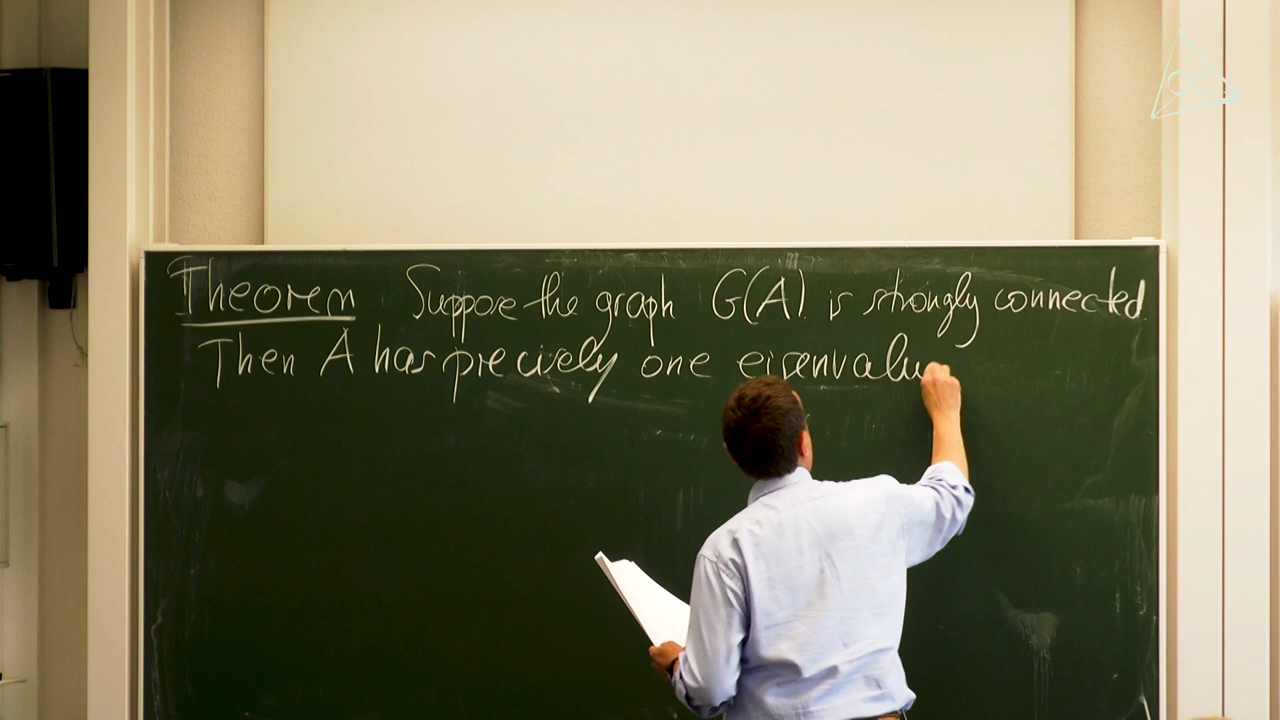 Theorem Suppose the graph G(A) is strongly connected.
Then A has precisely one eigenvalu